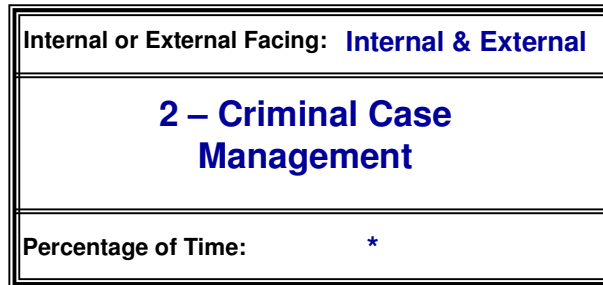 Internal or External Facing: Internal & External
2 – Criminal Case
Management
Percentage of Time: *